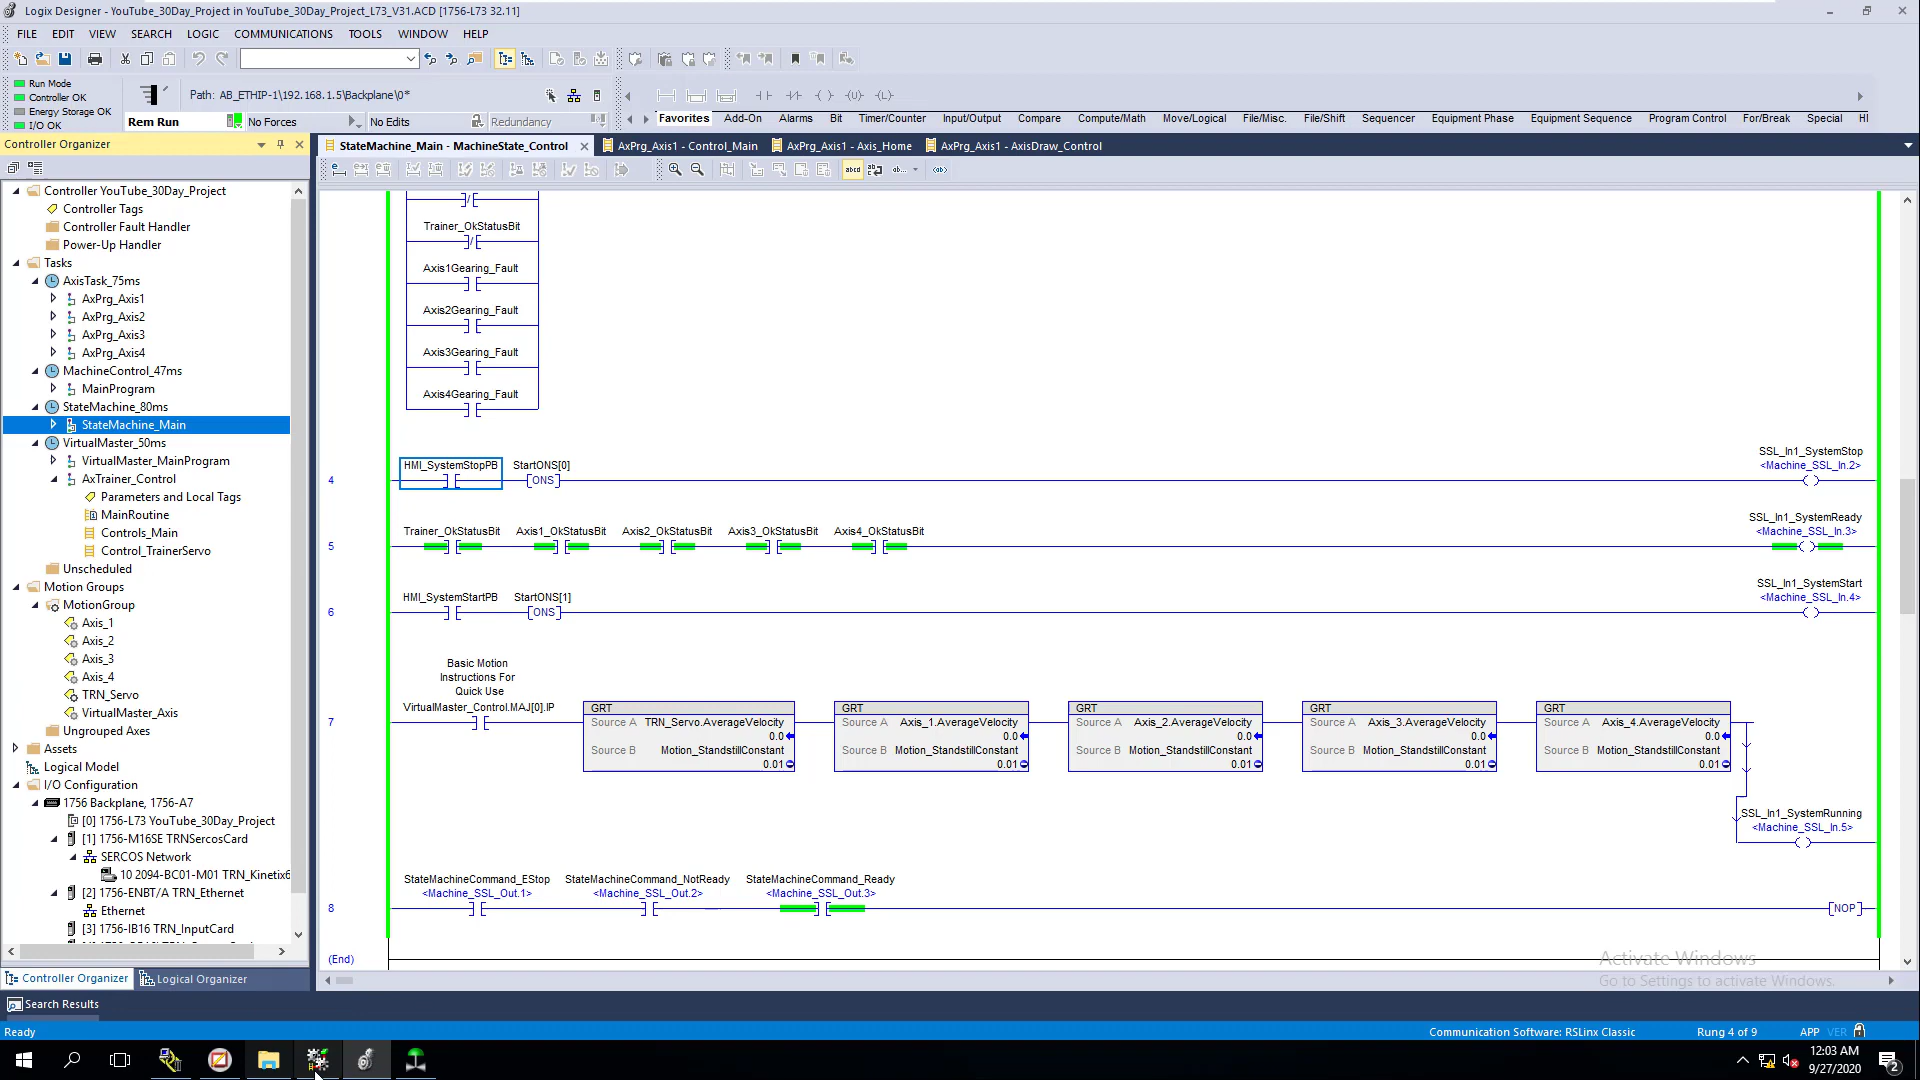 Logix Designer - YouTube_30Day_Project in YouTube_30Day_Project_L73_V31.ACD [1756-L73 32.11]
FILE EDIT VIEW SEARCH LOGIC COMMUNICATIONS TOOLS WINDOW HELP
Run Mode
Controller OK
Energy Storage OK
I/O OK
Path: AB_ETHIP-1\192.168.1.5\Backplane\0*
Rem Run No Forces No Edits Redundancy
Favorites Add-On Alarms Bit Timer/Counter Input/Output Compare Compute/Math Move/Logical File/Misc. File/Shift Sequencer Equipment Phase Equipment Sequence Program Control For/Break Special HI
Controller Organizer
StateMachine_Main - MachineState_Control AxPrg_Axis1 - Control_Main AxPrg_Axis1 - Axis_Home AxPrg_Axis1 - AxisDraw_Control
Controller YouTube_30Day_Project
Controller Tags
Controller Fault Handler
Power-Up Handler
Tasks
AxisTask_75ms
AxPrg_Axis1
AxPrg_Axis2
AxPrg_Axis3
AxPrg_Axis4
MachineControl_47ms
MainProgram
StateMachine_80ms
StateMachine_Main
VirtualMaster_50ms
VirtualMaster_MainProgram
AxTrainer_Control
Parameters and Local Tags
MainRoutine
Controls_Main
Control_TrainerServo
Unscheduled
Motion Groups
MotionGroup
Axis_1
Axis_2
Axis_3
Axis_4
TRN_Servo
VirtualMaster_Axis
Ungrouped Axes
Assets
Logical Model
I/O Configuration
1756 Backplane, 1756-A7
[0] 1756-L73 YouTube_30Day_Project
[1] 1756-M16SE TRNSercosCard
SERCOS Network
10 2094-BC01-M01 TRN_Kinetix6
[2] 1756-ENBT/A TRN_Ethernet
Ethernet
[3] 1756-IB16 TRN_InputCard
Controller Organizer Logical Organizer
Trainer_OkStatusBit
Axis1Gearing_Fault
Axis2Gearing_Fault
Axis3Gearing_Fault
Axis4Gearing_Fault
4
HMI_SystemStopPB StartONS[0]
ONS
SSL_In1_SystemStop
<Machine_SSL_In.2>
5
Trainer_OkStatusBit Axis1_OkStatusBit Axis2_OkStatusBit Axis3_OkStatusBit Axis4_OkStatusBit
SSL_In1_SystemReady
<Machine_SSL_In.3>
6
HMI_SystemStartPB StartONS[1]
ONS
SSL_In1_SystemStart
<Machine_SSL_In.4>
7
Basic Motion
Instructions For
Quick Use
VirtualMaster_Control.MAJ[0].IP
GRT
Source A TRN_Servo.AverageVelocity
0.0
Source B Motion_StandstillConstant
0.01
GRT
Source A Axis_1.AverageVelocity
0.0
Source B Motion_StandstillConstant
0.01
GRT
Source A Axis_2.AverageVelocity
0.0
Source B Motion_StandstillConstant
0.01
GRT
Source A Axis_3.AverageVelocity
0.0
Source B Motion_StandstillConstant
0.01
GRT
Source A Axis_4.AverageVelocity
0.0
Source B Motion_StandstillConstant
0.01
SSL_In1_SystemRunning
<Machine_SSL_In.5>
8
StateMachineCommand_EStop StateMachineCommand_NotReady StateMachineCommand_Ready
<Machine_SSL_Out.1> <Machine_SSL_Out.2> <Machine_SSL_Out.3>
NOP
(End)
Activate Windows
Go to Settings to activate Windows.
Search Results
Ready
Communication Software: RSLinx Classic Rung 4 of 9 APP VER
12:03 AM
9/27/2020
2